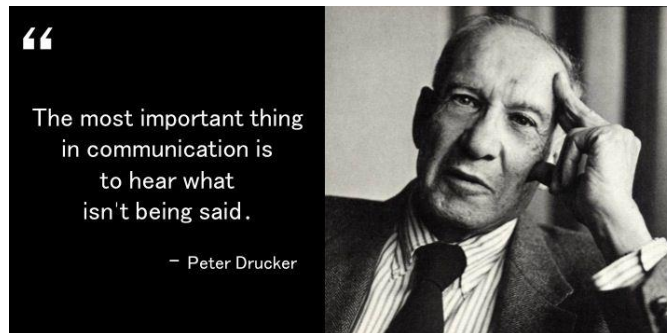 “
The most important thing
in communication is
to hear what
isn't being said.
– Peter Drucker